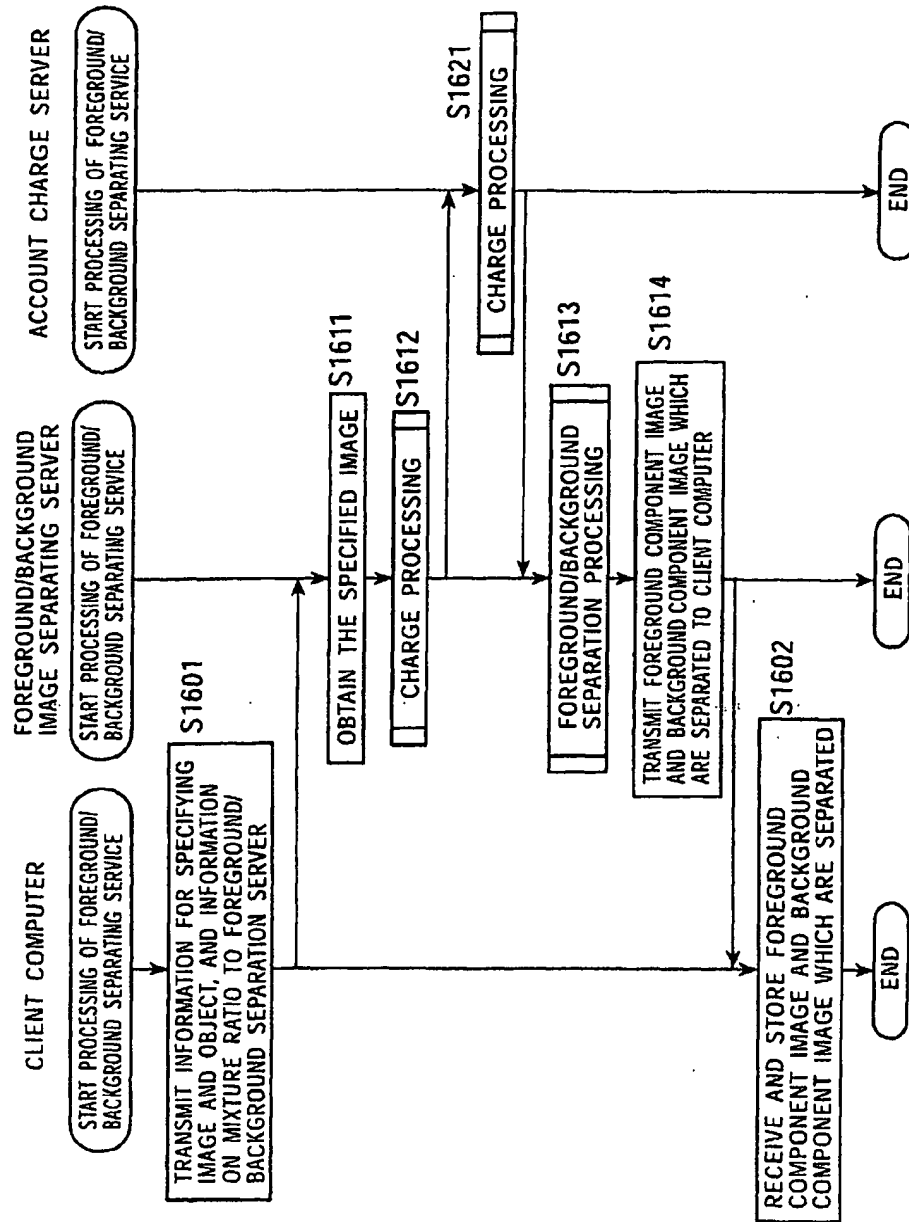 CLIENT COMPUTER
START PROCESSING OF FOREGROUND/
BACKGROUND SEPARATING SERVICE
S1601
TRANSMIT INFORMATION FOR SPECIFYING
IMAGE AND OBJECT, AND INFORMATION
ON MIXTURE RATIO TO FOREGROUND/
BACKGROUND SEPARATION SERVER
S1602
RECEIVE AND STORE FOREGROUND
COMPONENT IMAGE AND BACKGROUND
COMPONENT IMAGE WHICH ARE SEPARATED
END
FOREGROUND/BACKGROUND
IMAGE SEPARATING SERVER
START PROCESSING OF FOREGROUND/
BACKGROUND SEPARATING SERVICE
S1611
OBTAIN THE SPECIFIED IMAGE
S1612
CHARGE PROCESSING
S1613
FOREGROUND/BACKGROUND
SEPARATION PROCESSING
S1614
TRANSMIT FOREGROUND COMPONENT IMAGE
AND BACKGROUND COMPONENT IMAGE WHICH
ARE SEPARATED TO CLIENT COMPUTER
END
ACCOUNT CHARGE SERVER
START PROCESSING OF FOREGROUND/
BACKGROUND SEPARATING SERVICE
S1621
CHARGE PROCESSING
END